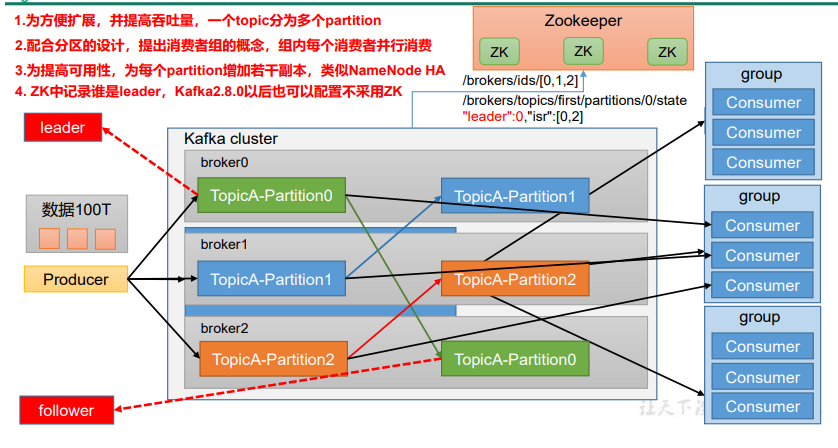 1.为方便扩展，并提高吞吐量，一个topic分为多个partition
2.配合分区的设计，提出消费者组的概念，组内每个消费者并行消费
3.为提高可用性，为每个partition增加若干副本，类似NameNode HA
4. ZK中记录谁是leader，Kafka2.8.0以后也可以配置不采用ZK
Zookeeper
ZK
ZK
ZK
/brokers/ids/[0,1,2]
/brokers/topics/first/partitions/0/state
"leader":0,"isr":[0,2]
leader
数据100T
Producer
follower
Kafka cluster
broker0
TopicA-Partition0
TopicA-Partition1
broker1
TopicA-Partition1
TopicA-Partition2
broker2
TopicA-Partition2
TopicA-Partition0
group
Consumer
Consumer
Consumer
group
Consumer
Consumer
Consumer
group
Consumer
Consumer
Consumer
让天下